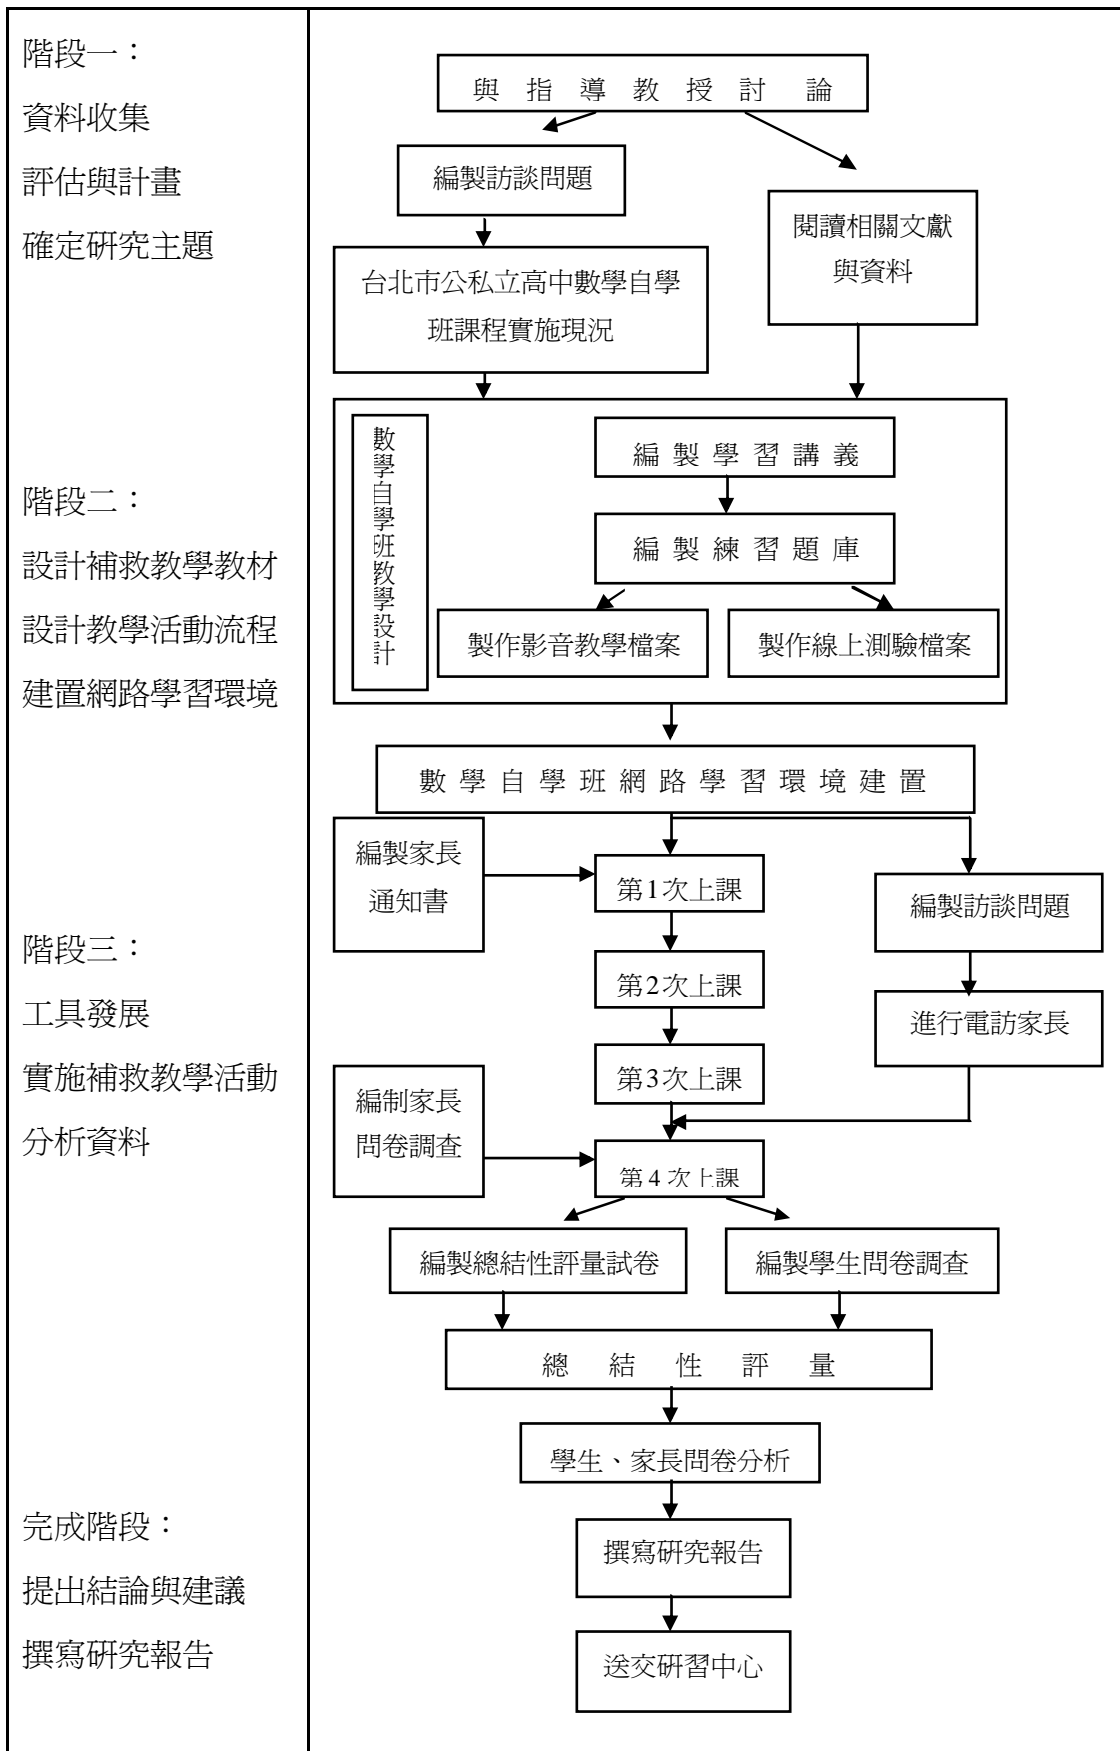 階段一：
資料收集
評估與計畫
確定研究主題
與指導教授討論
編製訪談問題
閱讀相關文獻
與資料
台北市公私立高中數學自學
班課程實施現況
階段二：
設計補救教學教材
設計教學活動流程
建置網路學習環境
數學自學班教學設計
編製學習講義
編製練習題庫
製作影音教學檔案
製作線上測驗檔案
數學自學班網路學習環境建置
階段三：
工具發展
實施補救教學活動
分析資料
編製家長
通知書
第1次上課
編製訪談問題
第2次上課
進行電訪家長
第3次上課
編制家長
問卷調查
第4次上課
編製總結性評量試卷
編製學生問卷調查
總結性評量
學生、家長問卷分析
完成階段：
提出結論與建議
撰寫研究報告
撰寫研究報告
送交研習中心